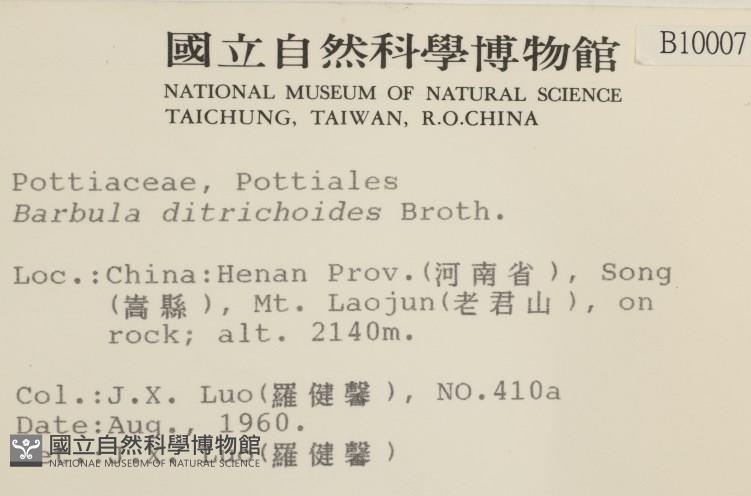 國立自然科學博物館
B10007
NATIONAL MUSEUM OF NATURAL SCIENCE
TAICHUNG, TAIWAN, R.O.CHINA
Pottiaceae, Pottiales
Barbula ditrichoides Broth.
Loc.:China:Henan Prov.(河南省), Song
(嵩縣), Mt. Laojun(老君山), on
rock; alt. 2140m.
Col.:J.X. Luo(羅健馨), NO.410a
Date:Aug., 1960.
J.X. Luo(羅健馨)
國立自然科學博物館
NATIONAL MUSEUM OF NATURAL SCIENCE